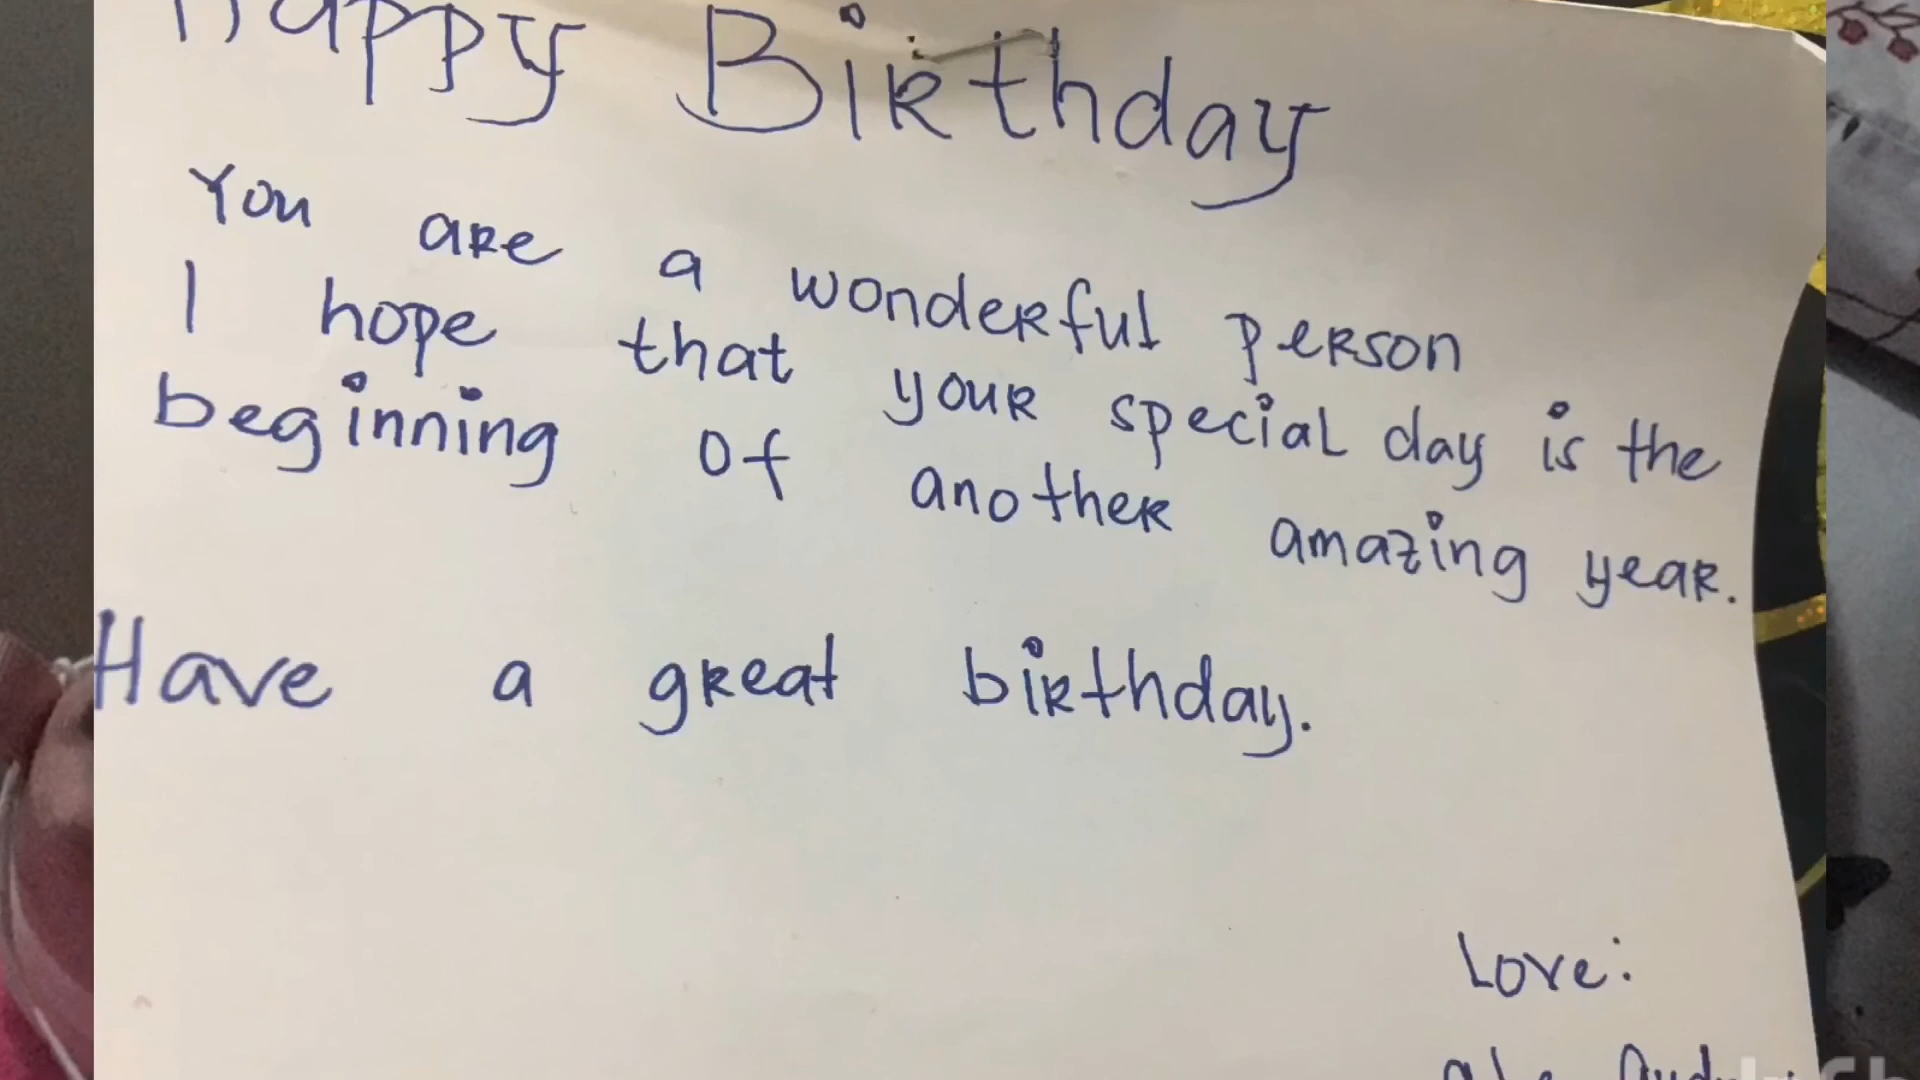 Happy Birthday
You are a wonderful person
I hope that your special day is the
beginning of another amazing year.
Have a great birthday.
Love: